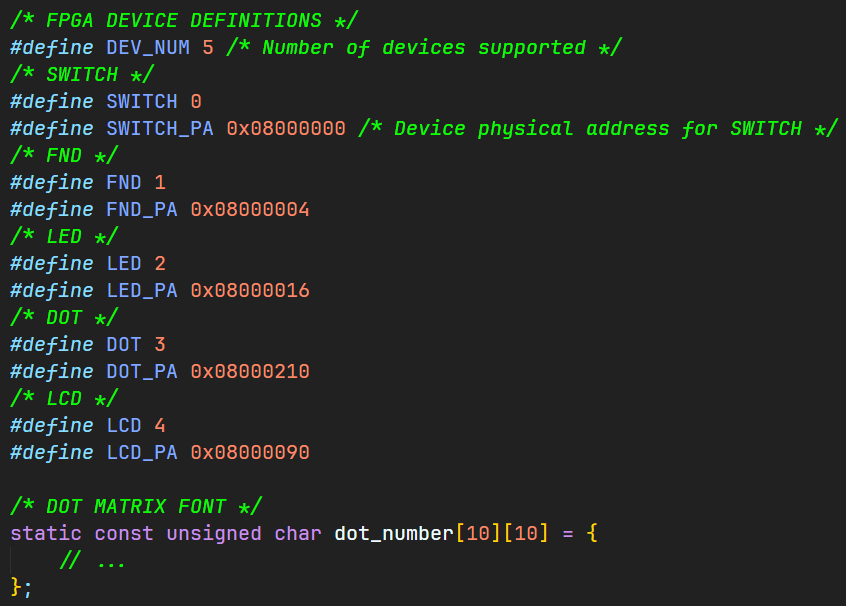 /* FPGA DEVICE DEFINITIONS */
#define DEV_NUM 5 /* Number of devices supported */
/* SWITCH */
#define SWITCH 0
#define SWITCH_PA 0x08000000 /* Device physical address for SWITCH */
/* FND */
#define FND 1
#define FND_PA 0x08000004
/* LED */
#define LED 2
#define LED_PA 0x08000016
/* DOT */
#define DOT 3
#define DOT_PA 0x08000210
/* LCD */
#define LCD 4
#define LCD_PA 0x08000090
/* DOT MATRIX FONT */
static const unsigned char dot_number[10][10] = {
// ...
};